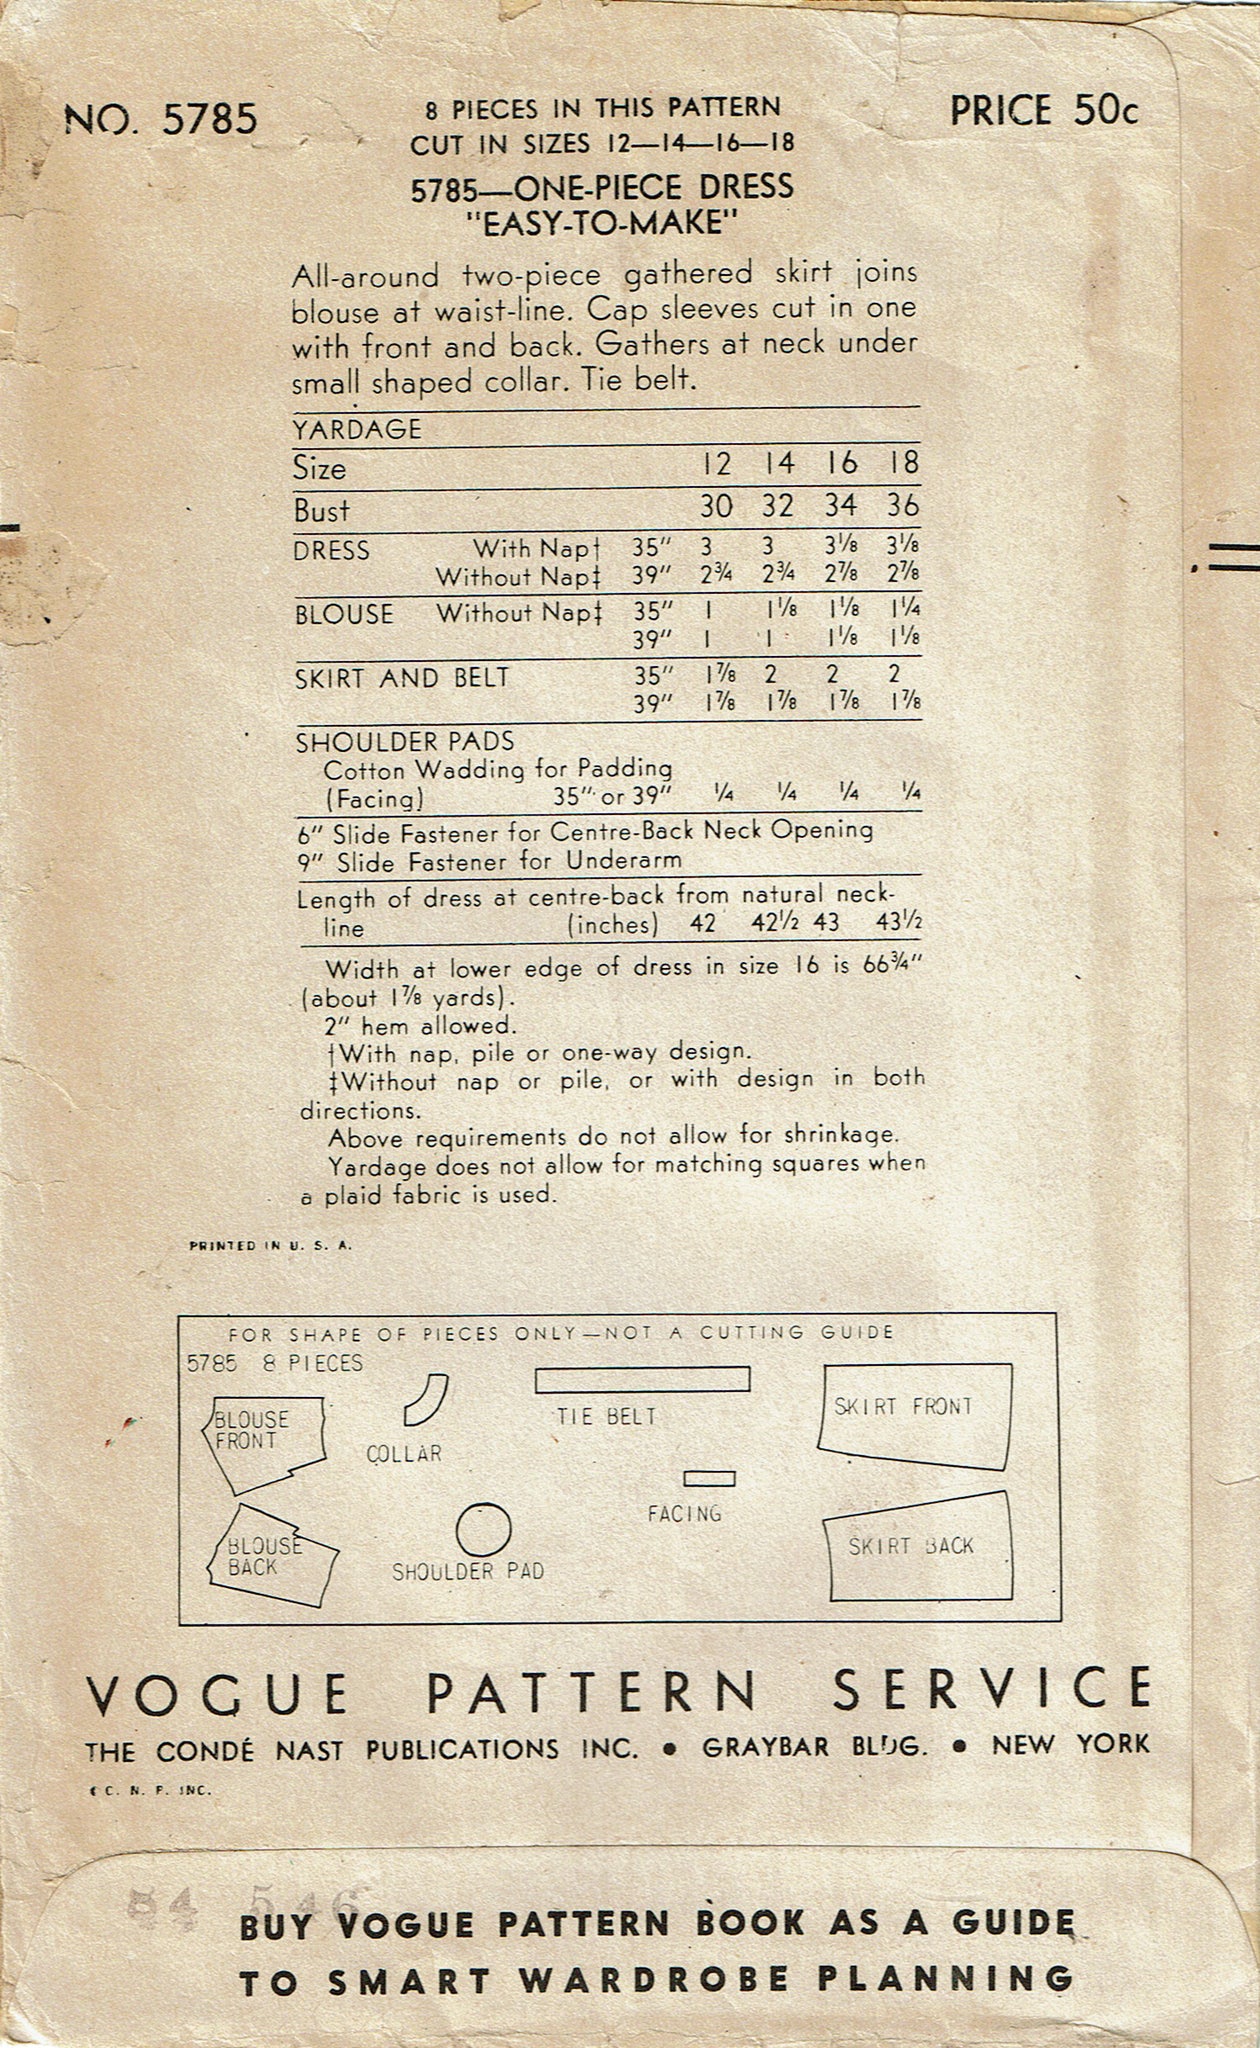 NO. 5785
8 PIECES IN THIS PATTERN
PRICE 50c
CUT IN SIZES 12—14—16—18
5785—ONE-PIECE DRESS
"EASY-TO-MAKE"
All-around two-piece gathered skirt joins
blouse at waist-line. Cap sleeves cut in one
with front and back. Gathers at neck under
small shaped collar. Tie belt.
YARDAGE
Size 12 14 16 18
Bust 30 32 34 36
DRESS With Nap† 35" 3 3 3⅛ 3⅛
Without Nap‡ 39" 2¾ 2¾ 2⅞ 2⅞
BLOUSE Without Nap‡ 35" 1 1⅛ 1⅛ 1¼
39" 1 1 1⅛ 1⅛
SKIRT AND BELT 35" 1⅞ 2 2 2
39" 1⅞ 1⅞ 1⅞ 1⅞
SHOULDER PADS
Cotton Wadding for Padding
(Facing) 35" or 39" ¼ ¼ ¼ ¼
6" Slide Fastener for Centre-Back Neck Opening
9" Slide Fastener for Underarm
Length of dress at centre-back from natural neck-
line (inches) 42 42½ 43 43½
Width at lower edge of dress in size 16 is 66¾"
(about 1⅞ yards).
2" hem allowed.
†With nap, pile or one-way design.
‡Without nap or pile, or with design in both
directions.
Above requirements do not allow for shrinkage.
Yardage does not allow for matching squares when
a plaid fabric is used.
PRINTED IN U. S. A.
FOR SHAPE OF PIECES ONLY—NOT A CUTTING GUIDE
5785 8 PIECES
BLOUSE
FRONT
COLLAR
TIE BELT
SKIRT FRONT
BLOUSE
BACK
SHOULDER PAD
FACING
SKIRT BACK
VOGUE PATTERN SERVICE
THE CONDÉ NAST PUBLICATIONS INC. • GRAYBAR BLDG. • NEW YORK
C. N. P. INC.
546
BUY VOGUE PATTERN BOOK AS A GUIDE
TO SMART WARDROBE PLANNING